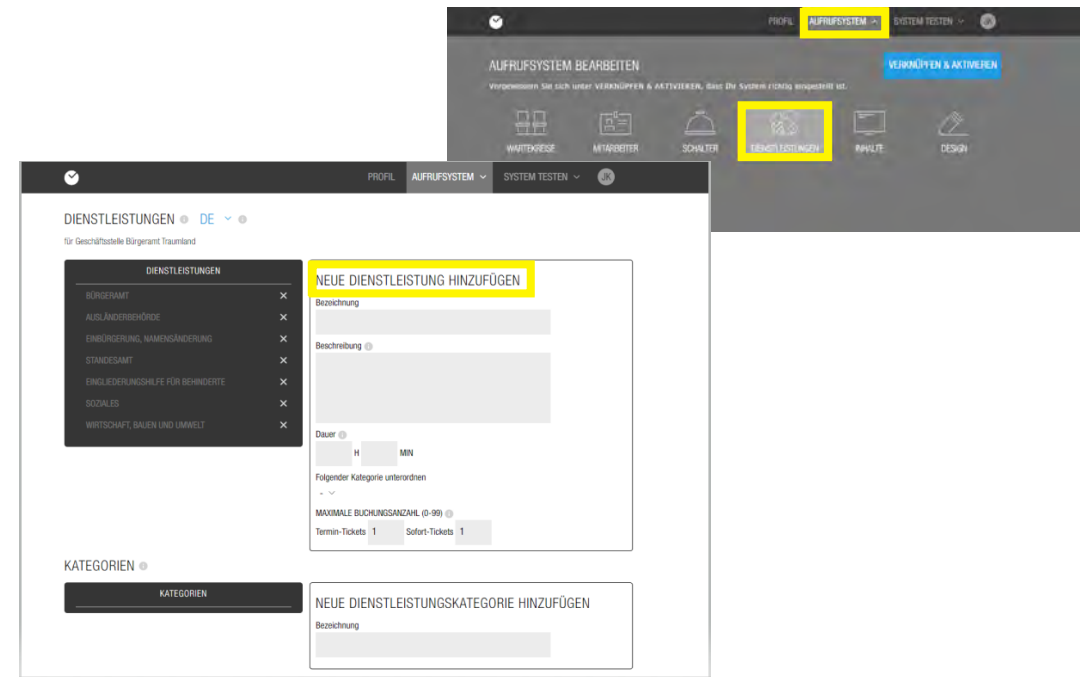 PROFIL AUFRUFSYSTEM SYSTEM TESTEN JK
AUFRUFSYSTEM BEARBEITEN
VERKNÜPFEN & AKTIVIEREN
Vergewissern Sie sich unter VERKNÜPFEN & AKTIVIEREN, dass Ihr System richtig eingestellt ist.
WARTEKREISE MITARBEITER SCHALTER DIENSTLEISTUNGEN INHALTE DESIGN
PROFIL AUFRUFSYSTEM SYSTEM TESTEN JK
DIENSTLEISTUNGEN DE
für Geschäftsstelle Bürgeramt Traumland
DIENSTLEISTUNGEN
BÜRGERAMT
AUSLÄNDERBEHÖRDE
EINBÜRGERUNG, NAMENSÄNDERUNG
STANDESAMT
EINGLIEDERUNGSHILFE FÜR BEHINDERTE
SOZIALES
WIRTSCHAFT, BAUEN UND UMWELT
NEUE DIENSTLEISTUNG HINZUFÜGEN
Bezeichnung
Beschreibung
Dauer
H MIN
Folgender Kategorie unterordnen
-
MAXIMALE BUCHUNGSANZAHL (0-99)
Termin-Tickets 1 Sofort-Tickets 1
KATEGORIEN
KATEGORIEN
NEUE DIENSTLEISTUNGSKATEGORIE HINZUFÜGEN
Bezeichnung